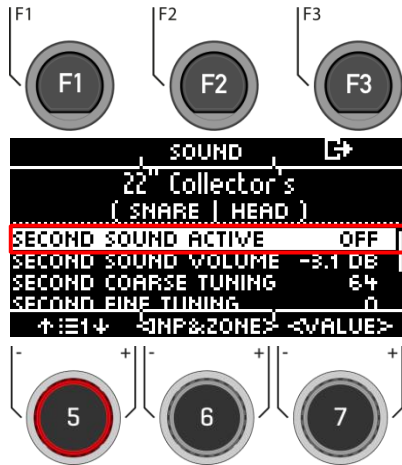 F1 F2 F3
F1 F2 F3
SOUND
22" Collector's
( SNARE | HEAD )
SECOND SOUND ACTIVE OFF
SECOND SOUND VOLUME -3.1 DB
SECOND COARSE TUNING 64
SECOND FINE TUNING 0
↑☰1↓ <INP&ZONE> <VALUE>
- + - + - +
5 6 7